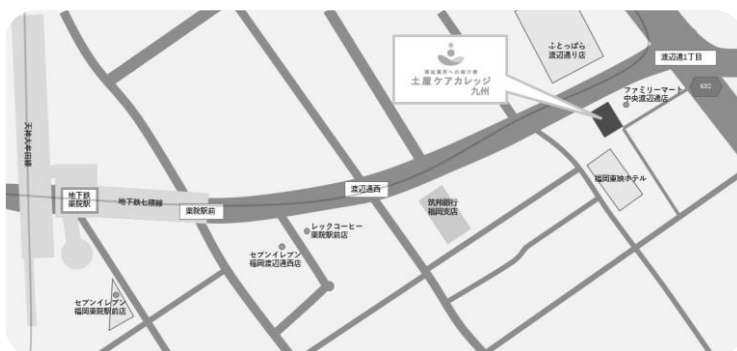 ふとっぱら
渡辺通り店
渡辺通1丁目
福祉業界への架け橋
土屋ケアカレッジ
九州
ファミリーマート
中央渡辺通店
602
天神大牟田線
地下鉄
薬院駅
地下鉄七隈線
薬院駅前
渡辺通西
筑邦銀行
福岡支店
福岡東映ホテル
レックコーヒー
薬院駅前店
セブンイレブン
福岡渡辺通西店
セブンイレブン
福岡薬院駅前店